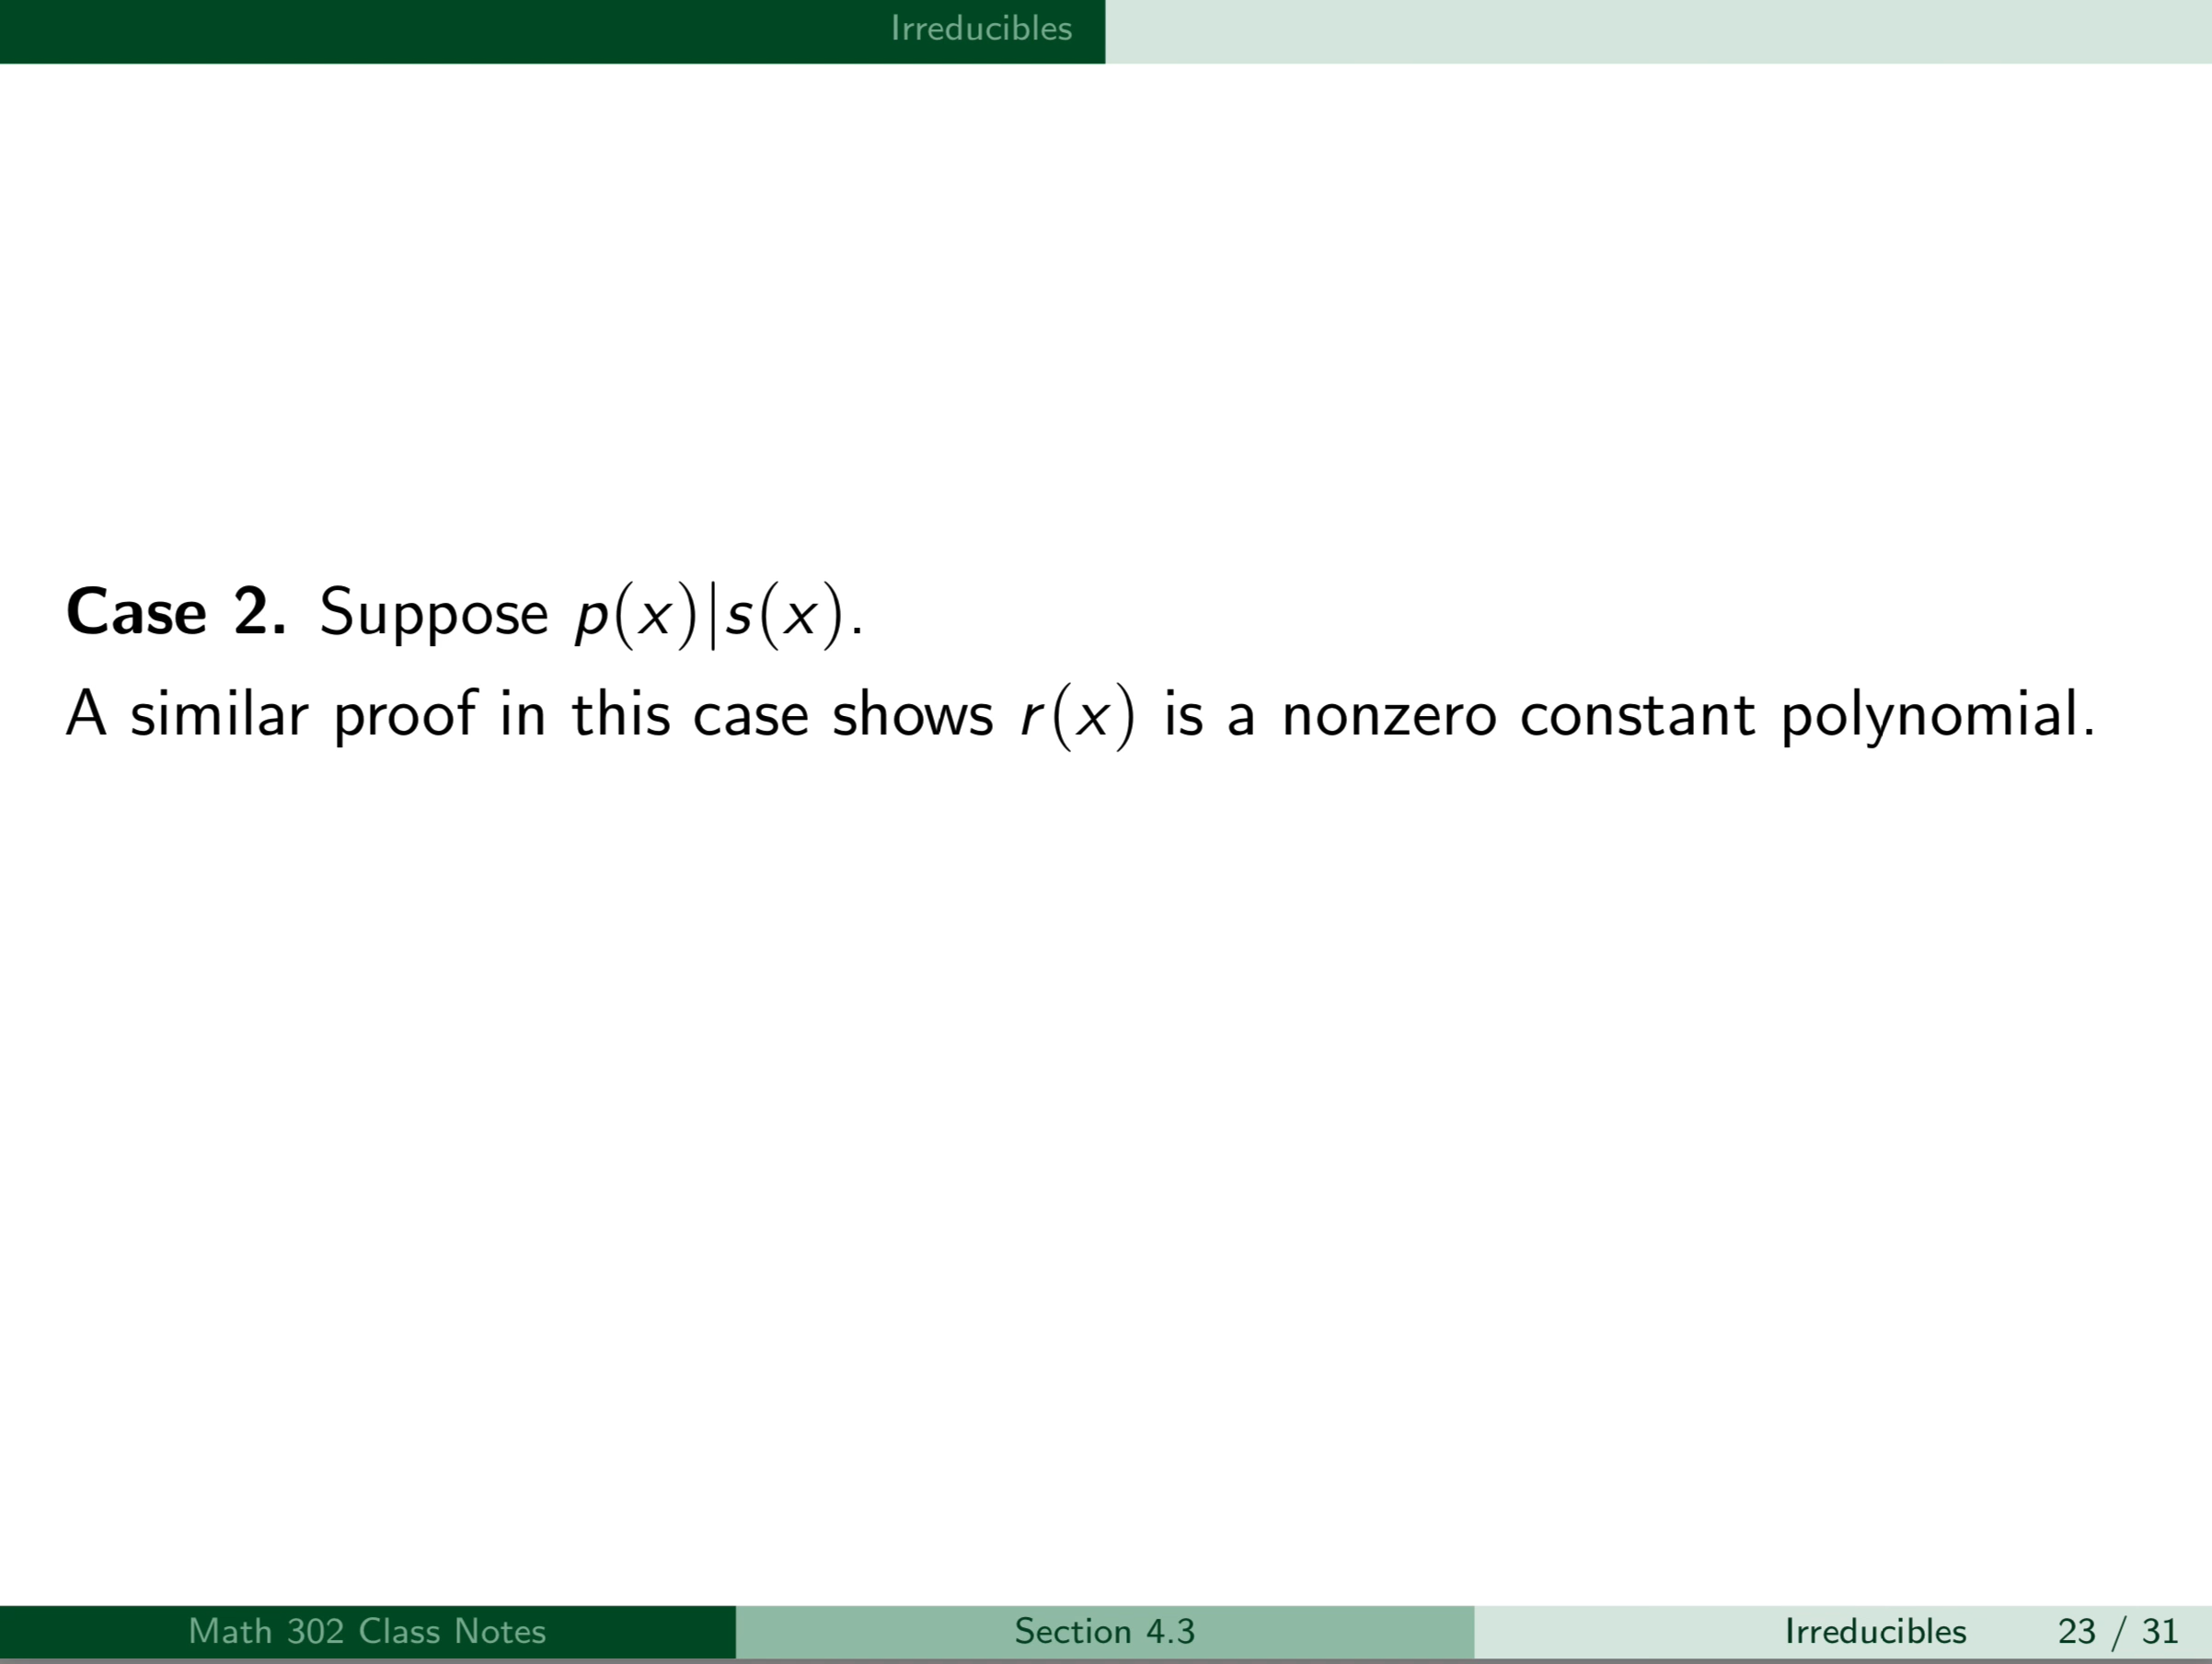 Irreducibles
Case 2. Suppose p(x)|s(x).
A similar proof in this case shows r(x) is a nonzero constant polynomial.
Math 302 Class Notes
Section 4.3
Irreducibles
23 / 31